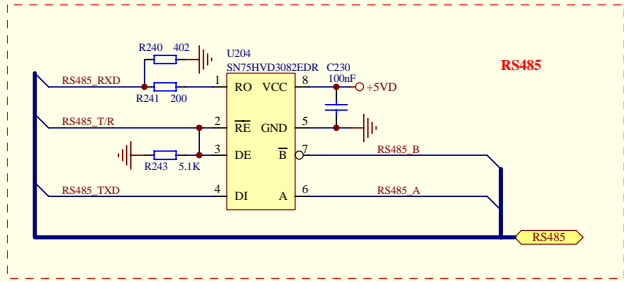 R240 402
U204
SN75HVD3082EDR
C230
100nF
RS485
RS485_RXD
1
RO
VCC
8
+5VD
R241 200
RS485_T/R
2
RE
GND
5
3
DE
B
7
RS485_B
R243 5.1K
RS485_TXD
4
DI
A
6
RS485_A
RS485